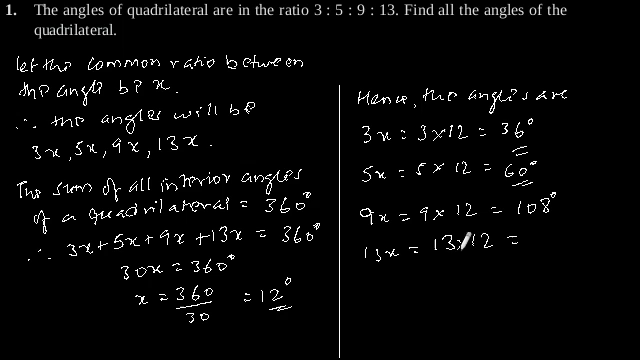 1. The angles of quadrilateral are in the ratio 3 : 5 : 9 : 13. Find all the angles of the
quadrilateral.
let the common ratio between
the angle be x.
∴ the angles will be
3x, 5x, 9x, 13x.
The sum of all interior angles
of a quadrilateral = 360°
∴ 3x+5x+9x+13x = 360°
30x = 360°
x = 360/30 = 12°
Hence, the angles are
3x = 3×12 = 36°
5x = 5×12 = 60°
9x = 9×12 = 108°
13x = 13×12 =